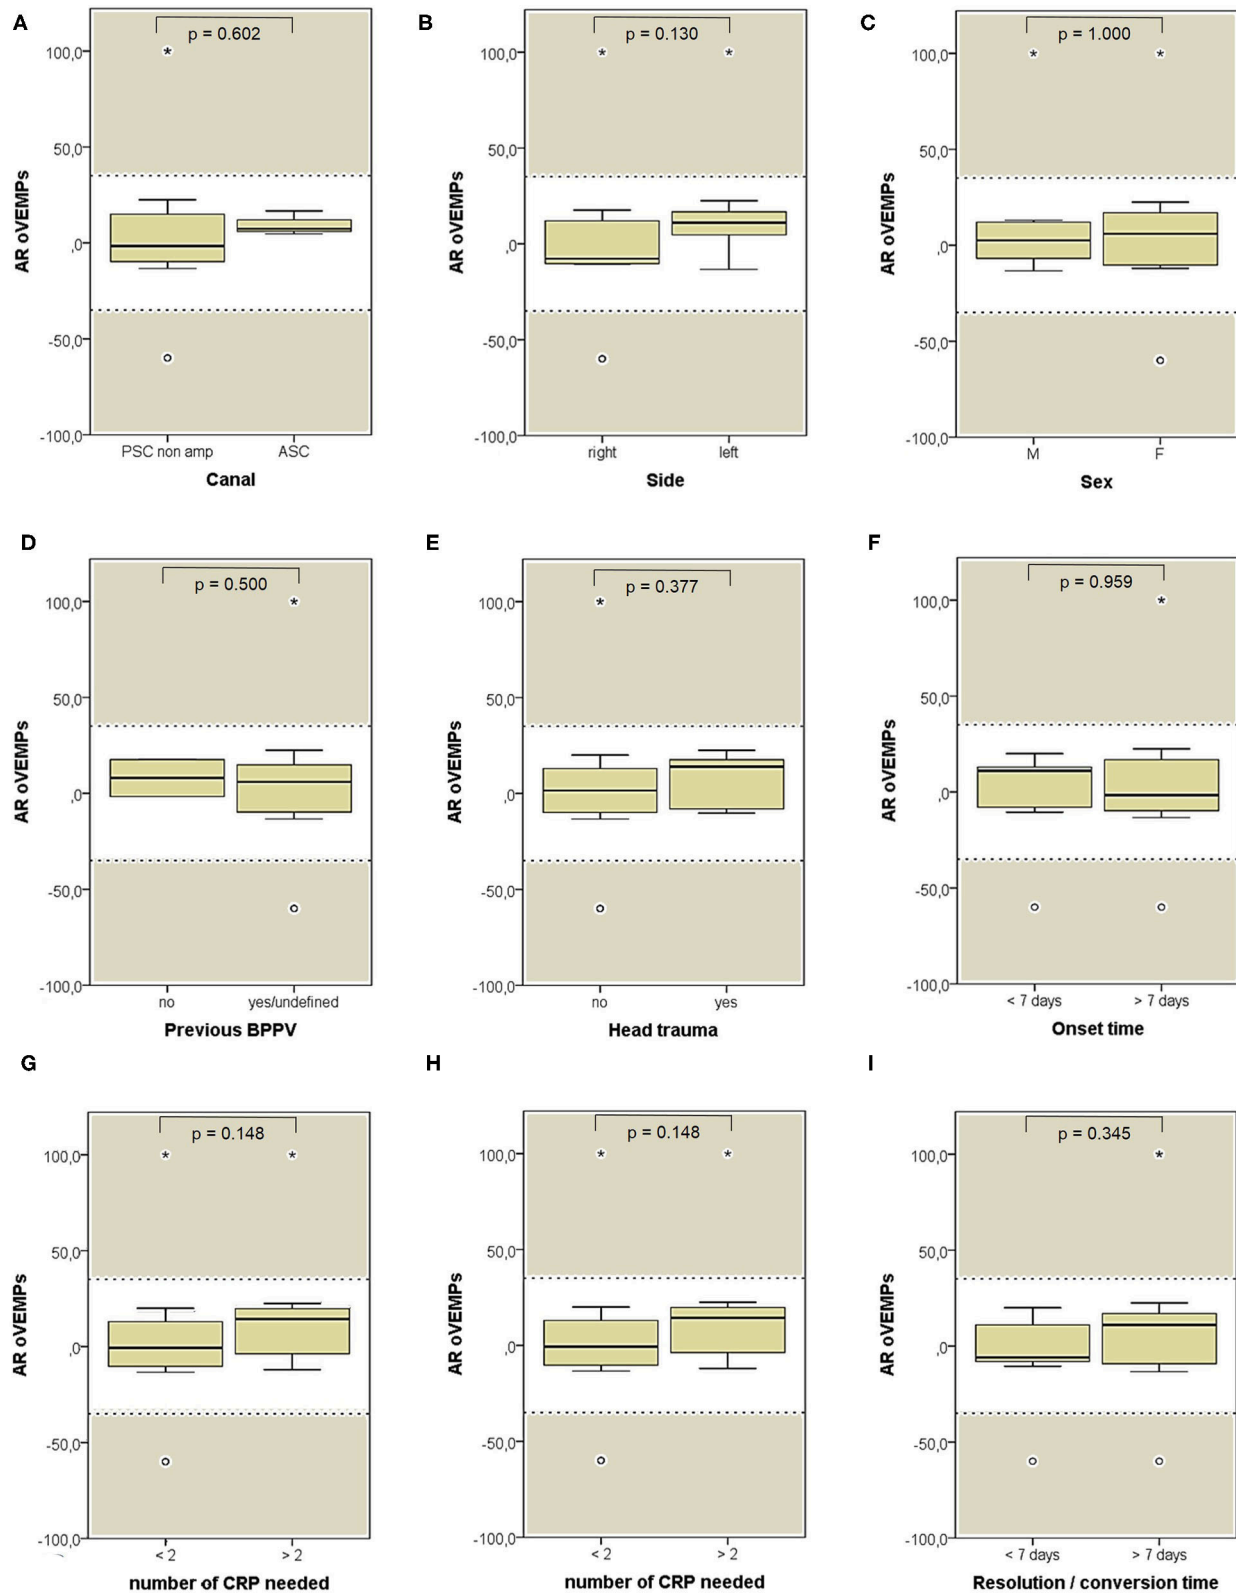 A
p = 0.602
100,0
50,0
,0
-50,0
-100,0
AR oVEMPs
*
PSC non amp
ASC
Canal
B
p = 0.130
100,0
50,0
,0
-50,0
-100,0
AR oVEMPs
*
*
right
left
Side
C
p = 1.000
100,0
50,0
,0
-50,0
-100,0
AR oVEMPs
*
*
M
F
Sex
D
p = 0.500
100,0
50,0
,0
-50,0
-100,0
AR oVEMPs
*
no
yes/undefined
Previous BPPV
E
p = 0.377
100,0
50,0
,0
-50,0
-100,0
AR oVEMPs
*
no
yes
Head trauma
F
p = 0.959
100,0
50,0
,0
-50,0
-100,0
AR oVEMPs
*
< 7 days
> 7 days
Onset time
G
p = 0.148
100,0
50,0
,0
-50,0
-100,0
AR oVEMPs
*
*
< 2
> 2
number of CRP needed
H
p = 0.148
100,0
50,0
,0
-50,0
-100,0
AR oVEMPs
*
*
< 2
> 2
number of CRP needed
I
p = 0.345
100,0
50,0
,0
-50,0
-100,0
AR oVEMPs
*
< 7 days
> 7 days
Resolution / conversion time